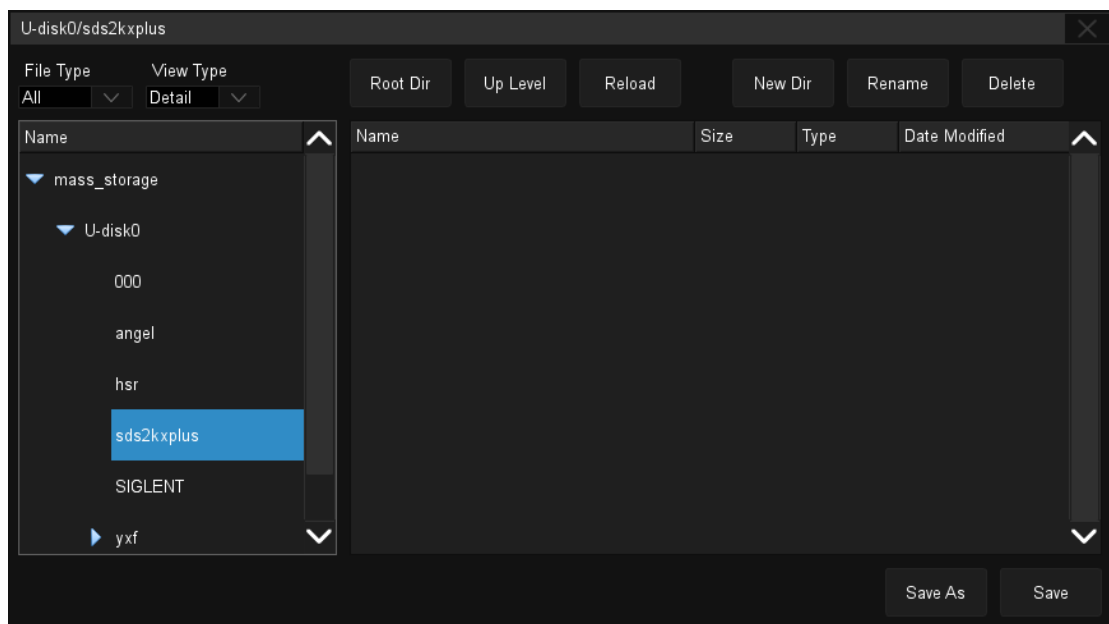 U-disk0/sds2kxplus
File Type View Type
All Detail
Root Dir Up Level Reload New Dir Rename Delete
Name
mass_storage
U-disk0
000
angel
hsr
sds2kxplus
SIGLENT
yxf
Name Size Type Date Modified
Save As Save